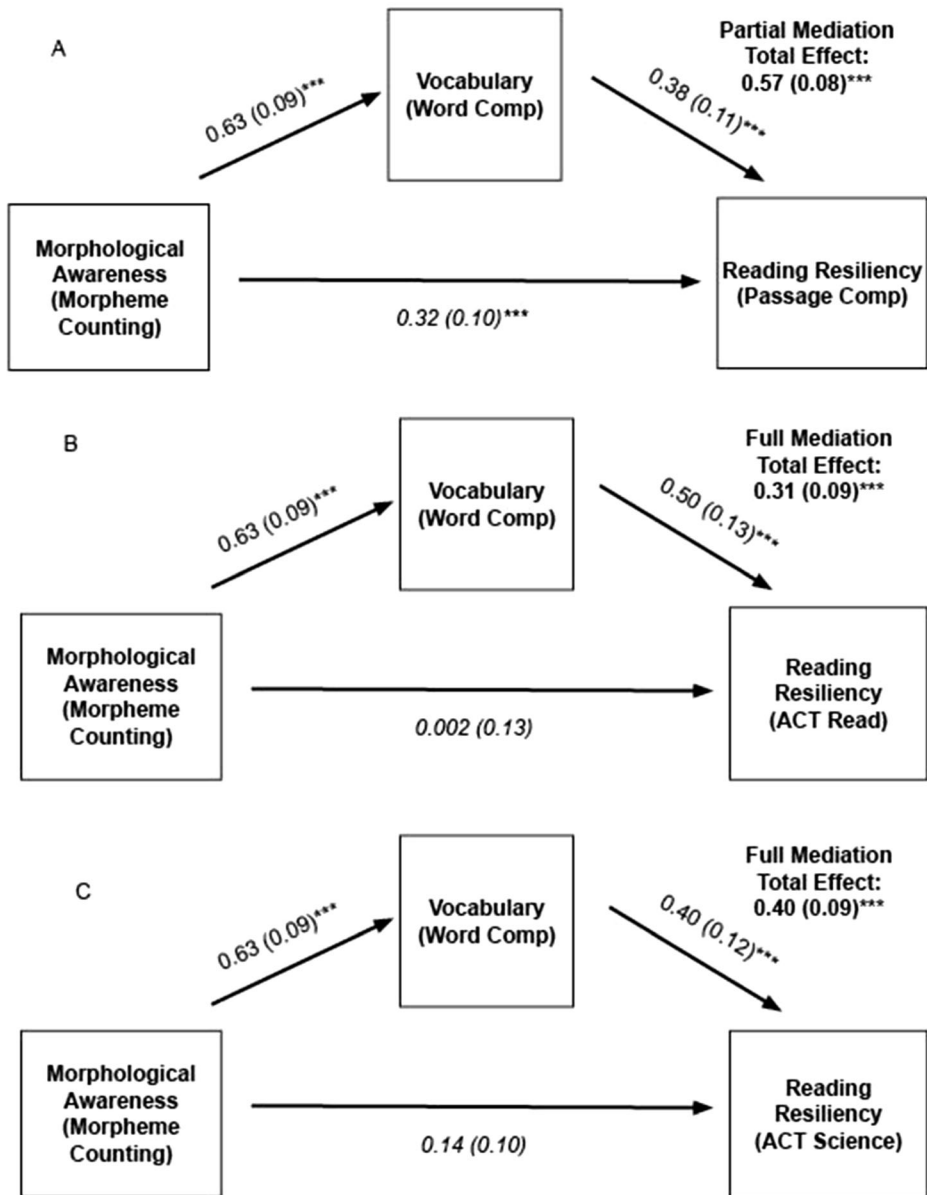 A
Partial Mediation
Total Effect:
0.57 (0.08)***
Vocabulary
(Word Comp)
0.63 (0.09)***
0.38 (0.11)***
Morphological
Awareness
(Morpheme
Counting)
Reading Resiliency
(Passage Comp)
0.32 (0.10)***
B
Full Mediation
Total Effect:
0.31 (0.09)***
Vocabulary
(Word Comp)
0.63 (0.09)***
0.50 (0.13)***
Morphological
Awareness
(Morpheme
Counting)
Reading
Resiliency
(ACT Read)
0.002 (0.13)
C
Full Mediation
Total Effect:
0.40 (0.09)***
Vocabulary
(Word Comp)
0.63 (0.09)***
0.40 (0.12)***
Morphological
Awareness
(Morpheme
Counting)
Reading
Resiliency
(ACT Science)
0.14 (0.10)